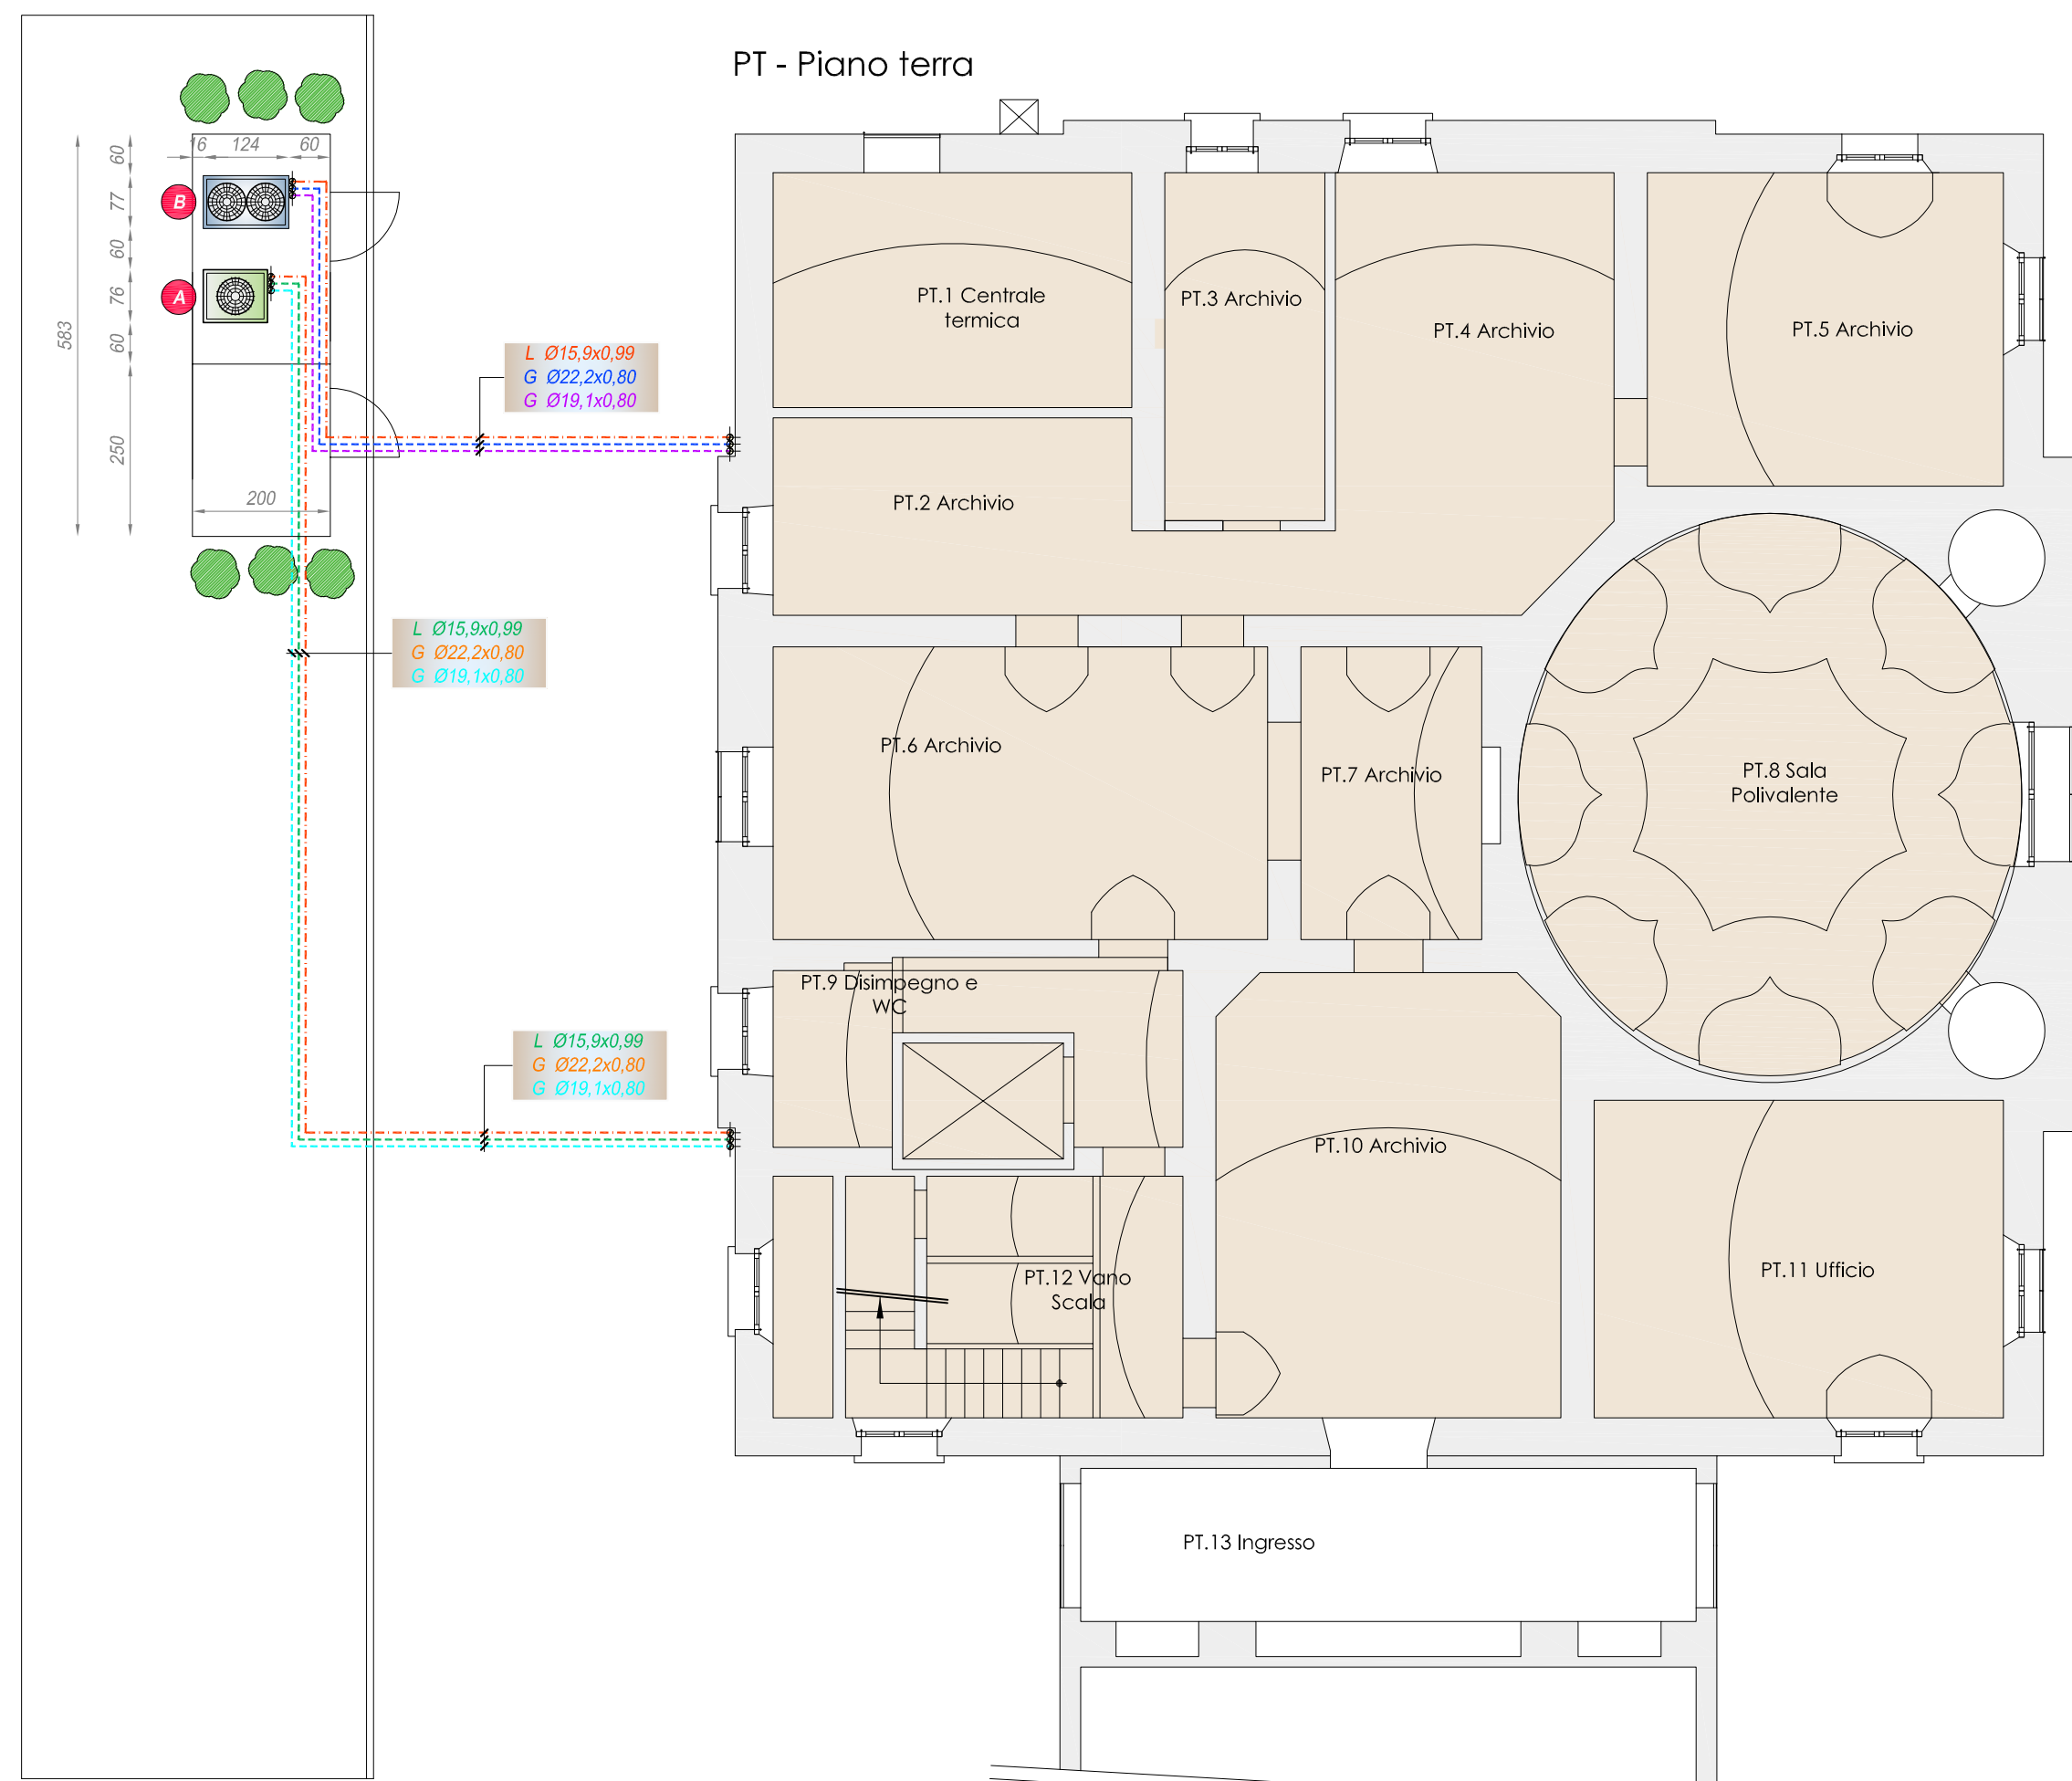 PT - Piano terra
16
124
60
60
77
60
76
60
250
583
200
B
A
L Ø15,9x0,99
G Ø22,2x0,80
G Ø19,1x0,80
L Ø15,9x0,99
G Ø22,2x0,80
G Ø19,1x0,80
L Ø15,9x0,99
G Ø22,2x0,80
G Ø19,1x0,80
PT.1 Centrale
termica
PT.3 Archivio
PT.4 Archivio
PT.5 Archivio
PT.2 Archivio
PT.6 Archivio
PT.7 Archivio
PT.8 Sala
Polivalente
PT.9 Disimpegno e
WC
PT.10 Archivio
PT.11 Ufficio
PT.12 Vano
Scala
PT.13 Ingresso